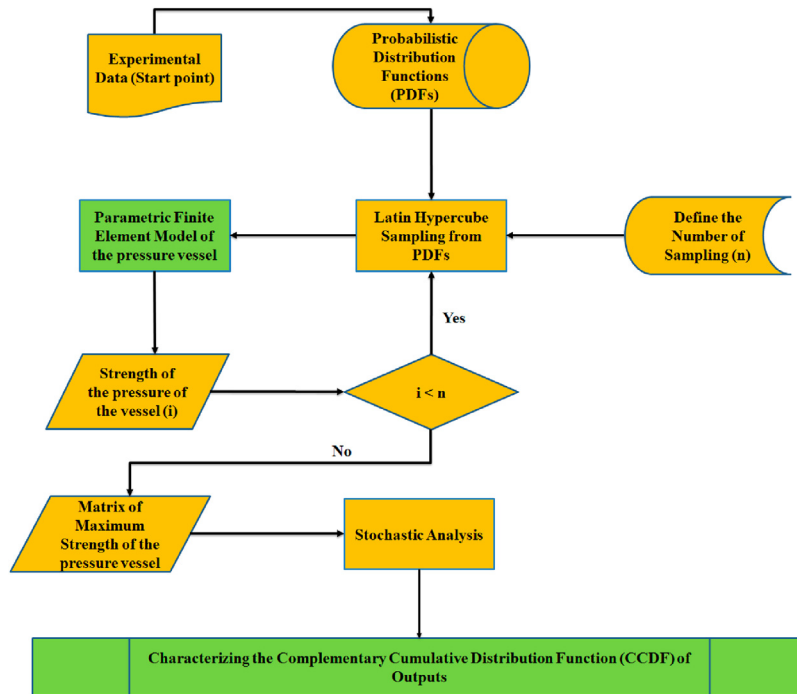 Experimental
Data (Start point)
Probabilistic
Distribution
Functions
(PDFs)
Parametric Finite
Element Model of
the pressure vessel
Latin Hypercube
Sampling from
PDFs
Define the
Number of
Sampling (n)
Yes
Strength of
the pressure of
the vessel (i)
i < n
No
Matrix of
Maximum
Strength of the
pressure vessel
Stochastic Analysis
Characterizing the Complementary Cumulative Distribution Function (CCDF) of
Outputs